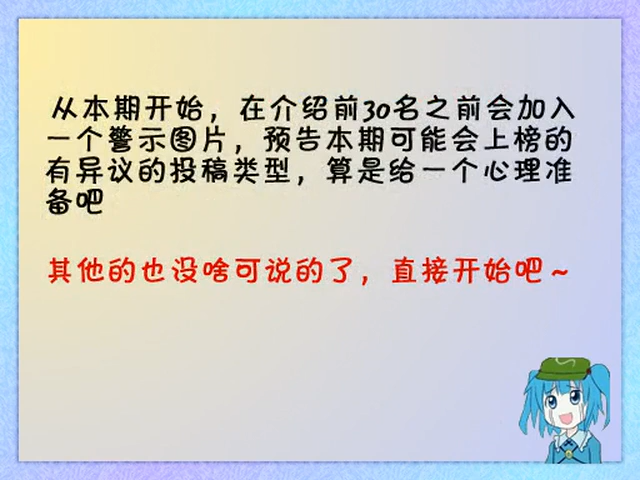 从本期开始，在介绍前30名之前会加入
一个警示图片，预告本期可能会上榜的
有异议的投稿类型，算是给一个心理准
备吧
其他的也没啥可说的了，直接开始吧～